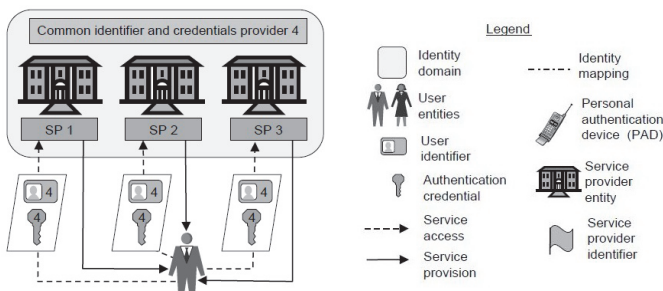 Common identifier and credentials provider 4
SP 1
SP 2
SP 3
4
4
4
4
4
4
Legend
Identity
domain
User
entities
User
identifier
Authentication
credential
Service
access
Service
provision
Identity
mapping
Personal
authentication
device (PAD)
Service
provider
entity
Service
provider
identifier